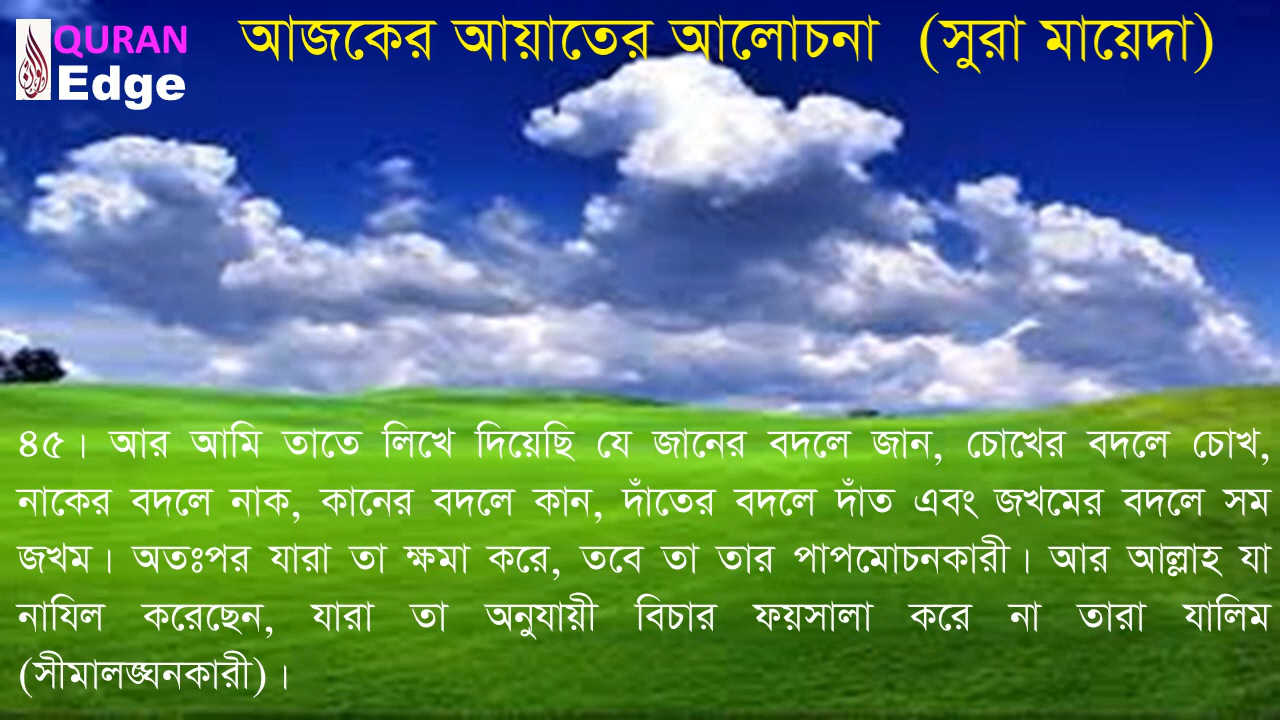 QURAN
Edge
আজকের আয়াতের আলোচনা (সুরা মায়েদা)
৪৫। আর আমি তাতে লিখে দিয়েছি যে জানের বদলে জান, চোখের বদলে চোখ,
নাকের বদলে নাক, কানের বদলে কান, দাঁতের বদলে দাঁত এবং জখমের বদলে সম
জখম। অতঃপর যারা তা ক্ষমা করে, তবে তা তার পাপমোচনকারী। আর আল্লাহ যা
নাযিল করেছেন, যারা তা অনুযায়ী বিচার ফয়সালা করে না তারা যালিম
(সীমালঙ্ঘনকারী)।